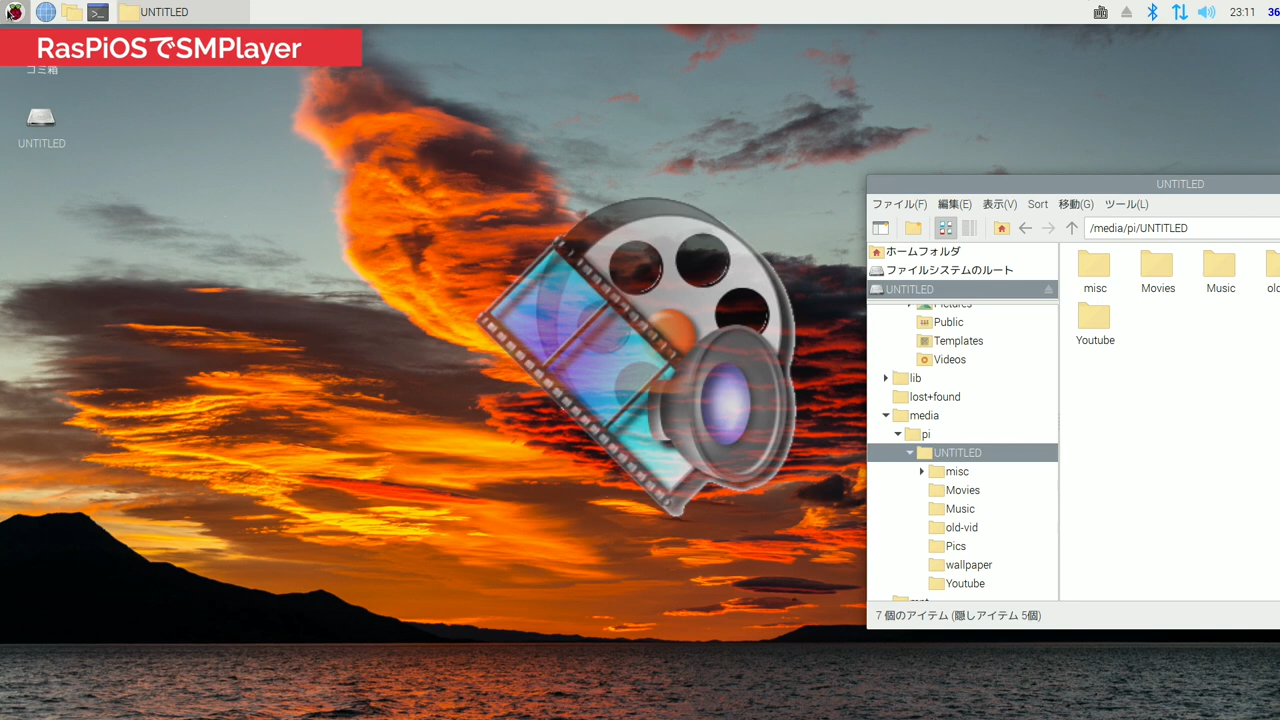 UNTITLED
23:11
36
RasPiOSでSMPlayer
ゴミ箱
UNTITLED
UNTITLED
ファイル(F) 編集(E) 表示(V) Sort 移動(G) ツール(L)
/media/pi/UNTITLED
ホームフォルダ
ファイルシステムのルート
UNTITLED
Pictures
Public
Templates
Videos
lib
lost+found
media
pi
UNTITLED
misc
Movies
Music
old-vid
Pics
wallpaper
Youtube
misc
Movies
Music
Youtube
7 個のアイテム (隠しアイテム 5個)